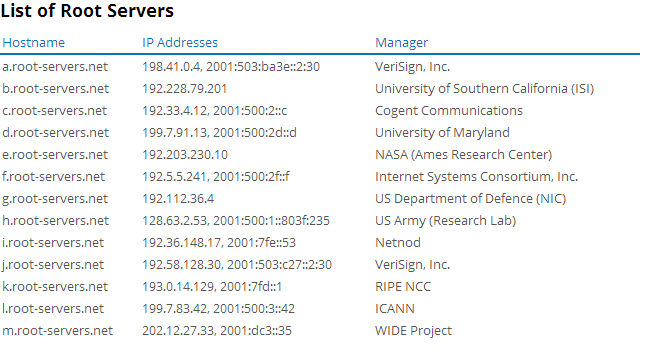 List of Root Servers
Hostname IP Addresses Manager
a.root-servers.net 198.41.0.4, 2001:503:ba3e::2:30 VeriSign, Inc.
b.root-servers.net 192.228.79.201 University of Southern California (ISI)
c.root-servers.net 192.33.4.12, 2001:500:2::c Cogent Communications
d.root-servers.net 199.7.91.13, 2001:500:2d::d University of Maryland
e.root-servers.net 192.203.230.10 NASA (Ames Research Center)
f.root-servers.net 192.5.5.241, 2001:500:2f::f Internet Systems Consortium, Inc.
g.root-servers.net 192.112.36.4 US Department of Defence (NIC)
h.root-servers.net 128.63.2.53, 2001:500:1::803f:235 US Army (Research Lab)
i.root-servers.net 192.36.148.17, 2001:7fe::53 Netnod
j.root-servers.net 192.58.128.30, 2001:503:c27::2:30 VeriSign, Inc.
k.root-servers.net 193.0.14.129, 2001:7fd::1 RIPE NCC
l.root-servers.net 199.7.83.42, 2001:500:3::42 ICANN
m.root-servers.net 202.12.27.33, 2001:dc3::35 WIDE Project